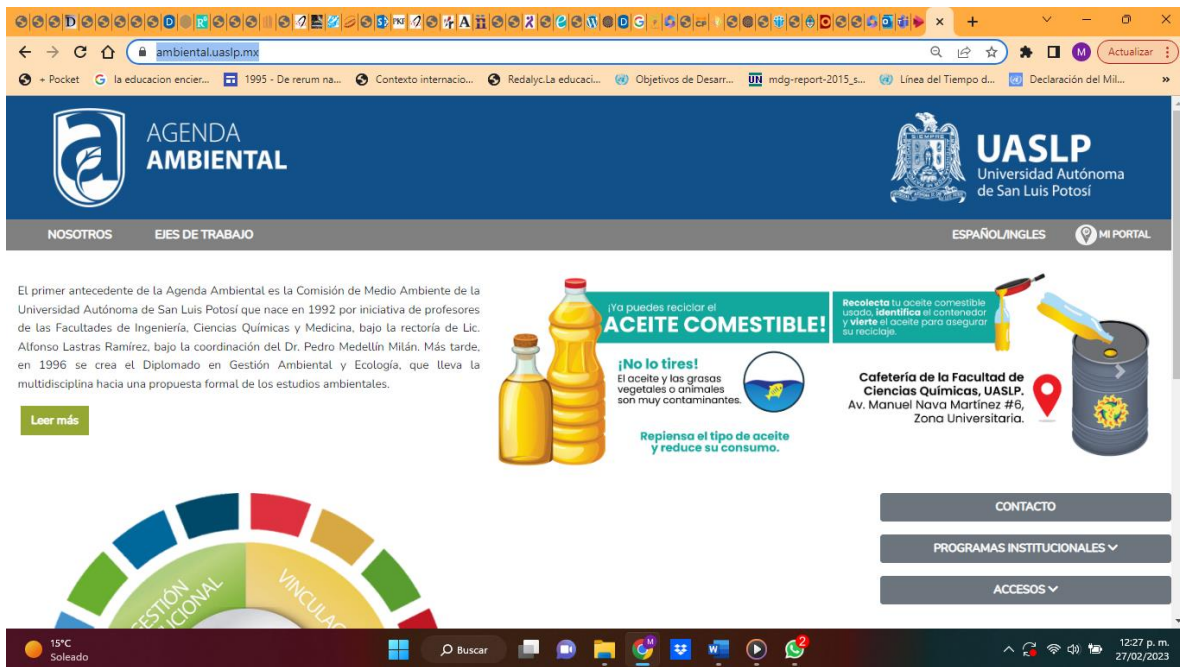 ambiental.uaslp.mx
Actualizar
+ Pocket
la educacion encier...
1995 - De rerum na...
Contexto internacio...
Redalyc.La educaci...
Objetivos de Desarr...
mdg-report-2015_s...
Línea del Tiempo d...
Declaración del Mil...
AGENDA
AMBIENTAL
UASLP
Universidad Autónoma
de San Luis Potosí
NOSOTROS
EJES DE TRABAJO
ESPAÑOL/INGLES
MI PORTAL
El primer antecedente de la Agenda Ambiental es la Comisión de Medio Ambiente de la
Universidad Autónoma de San Luis Potosí que nace en 1992 por iniciativa de profesores
de las Facultades de Ingeniería, Ciencias Químicas y Medicina, bajo la rectoría de Lic.
Alfonso Lastras Ramírez, bajo la coordinación del Dr. Pedro Medellín Milán. Más tarde,
en 1996 se crea el Diplomado en Gestión Ambiental y Ecología, que lleva la
multidisciplina hacia una propuesta formal de los estudios ambientales.
Leer más
¡Ya puedes reciclar el
ACEITE COMESTIBLE!
¡No lo tires!
El aceite y las grasas
vegetales o animales
son muy contaminantes.
Repiensa el tipo de aceite
y reduce su consumo.
Recolecta tu aceite comestible
usado, identifica el contenedor
y vierte el aceite para asegurar
su reciclaje.
Cafetería de la Facultad de
Ciencias Químicas, UASLP.
Av. Manuel Nava Martínez #6,
Zona Universitaria.
CONTACTO
PROGRAMAS INSTITUCIONALES
ACCESOS
VINCULA
15°C
Soleado
Buscar
2
12:27 p. m.
27/02/2023